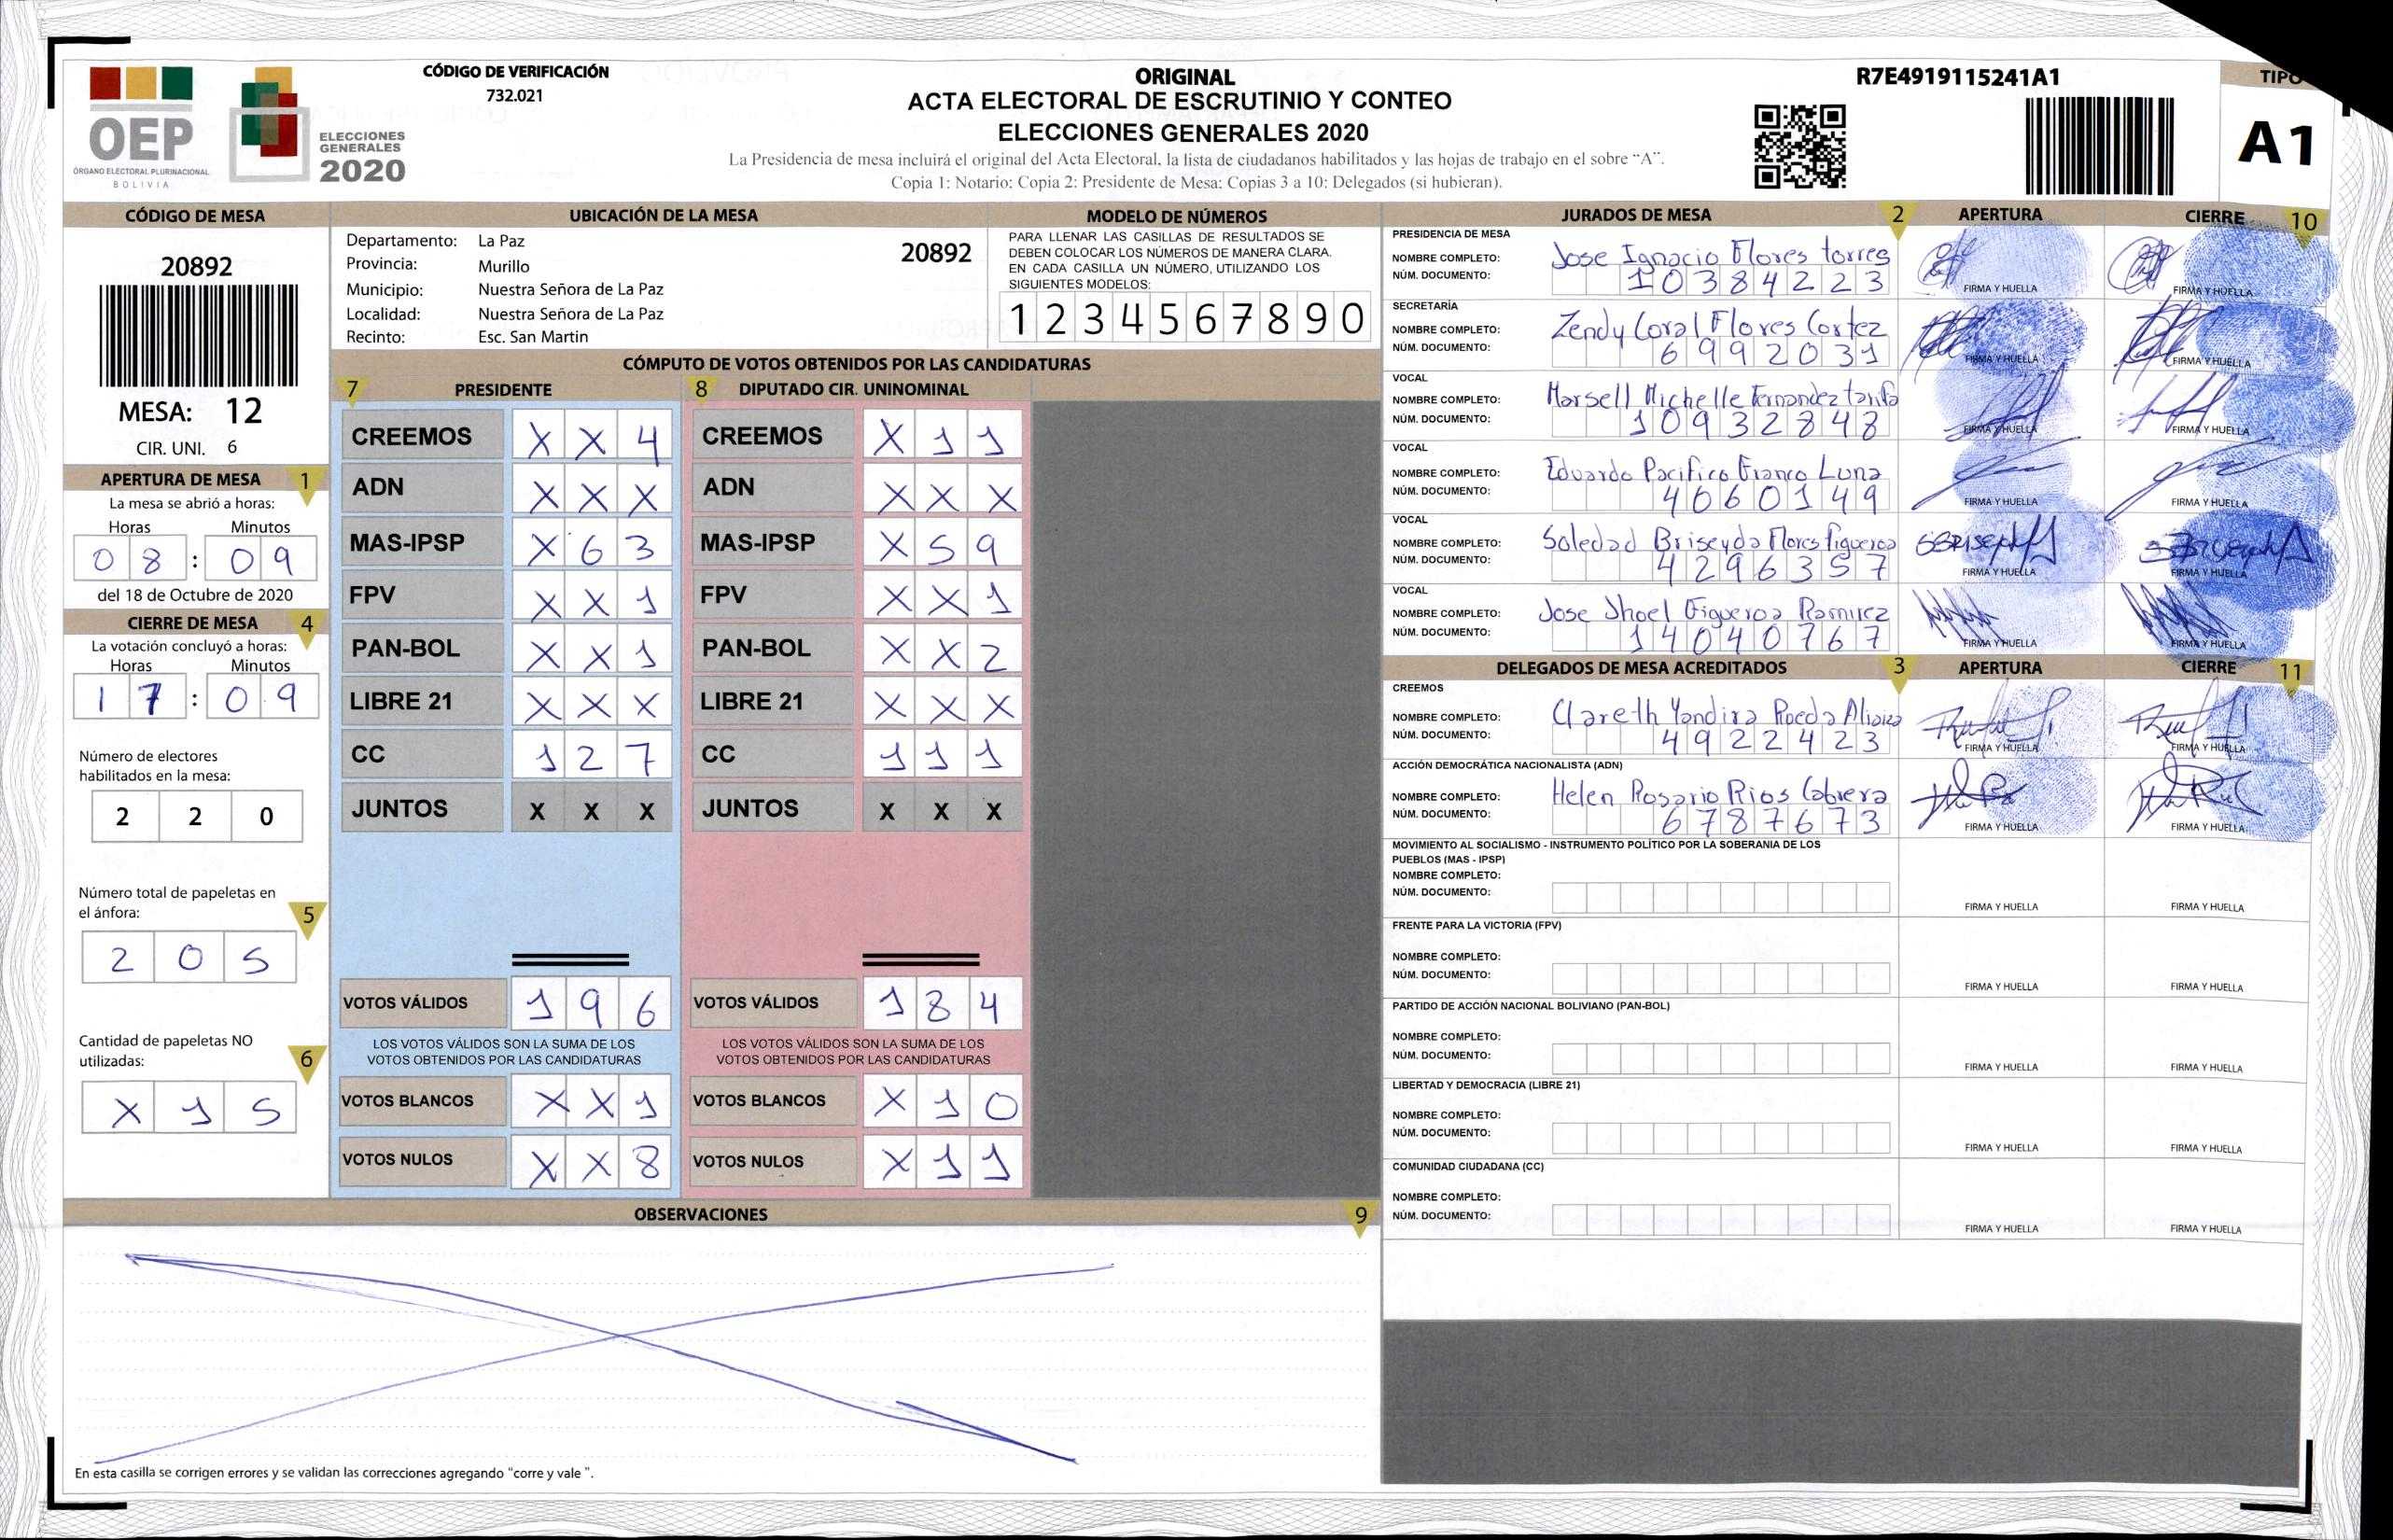 CÓDIGO DE VERIFICACIÓN
732.021
OEP
ÓRGANO ELECTORAL PLURINACIONAL
BOLIVIA
ELECCIONES
GENERALES
2020
ORIGINAL
ACTA ELECTORAL DE ESCRUTINIO Y CONTEO
ELECCIONES GENERALES 2020
La Presidencia de mesa incluirá el original del Acta Electoral, la lista de ciudadanos habilitados y las hojas de trabajo en el sobre "A".
Copia 1: Notario: Copia 2: Presidente de Mesa: Copias 3 a 10: Delegados (si hubieran).
R7E4919115241A1
TIPO
A1
CÓDIGO DE MESA
20892
MESA: 12
CIR. UNI. 6
APERTURA DE MESA 1
La mesa se abrió a horas:
Horas Minutos
08 : 09
del 18 de Octubre de 2020
CIERRE DE MESA 4
La votación concluyó a horas:
Horas Minutos
17 : 09
Número de electores
habilitados en la mesa:
2 2 0
Número total de papeletas en
el ánfora: 5
2 0 5
Cantidad de papeletas NO
utilizadas: 6
X 1 5
UBICACIÓN DE LA MESA
Departamento: La Paz 20892
Provincia: Murillo
Municipio: Nuestra Señora de La Paz
Localidad: Nuestra Señora de La Paz
Recinto: Esc. San Martin
MODELO DE NÚMEROS
PARA LLENAR LAS CASILLAS DE RESULTADOS SE
DEBEN COLOCAR LOS NÚMEROS DE MANERA CLARA.
EN CADA CASILLA UN NÚMERO, UTILIZANDO LOS
SIGUIENTES MODELOS:
1 2 3 4 5 6 7 8 9 0
CÓMPUTO DE VOTOS OBTENIDOS POR LAS CANDIDATURAS
7 PRESIDENTE
CREEMOS X X 4
ADN X X X
MAS-IPSP X 6 3
FPV X X 1
PAN-BOL X X 1
LIBRE 21 X X X
CC 1 2 7
JUNTOS X X X
VOTOS VÁLIDOS 1 9 6
LOS VOTOS VÁLIDOS SON LA SUMA DE LOS
VOTOS OBTENIDOS POR LAS CANDIDATURAS
VOTOS BLANCOS X X 1
VOTOS NULOS X X 8
8 DIPUTADO CIR. UNINOMINAL
CREEMOS X 1 1
ADN X X X
MAS-IPSP X 5 9
FPV X X 1
PAN-BOL X X 2
LIBRE 21 X X X
CC 1 1 1
JUNTOS X X X
VOTOS VÁLIDOS 1 8 4
LOS VOTOS VÁLIDOS SON LA SUMA DE LOS
VOTOS OBTENIDOS POR LAS CANDIDATURAS
VOTOS BLANCOS X 1 0
VOTOS NULOS X 1 1
OBSERVACIONES 9
En esta casilla se corrigen errores y se validan las correcciones agregando "corre y vale ".
JURADOS DE MESA 2 APERTURA CIERRE 10
PRESIDENCIA DE MESA
NOMBRE COMPLETO: Jose Ignacio Flores torres
NÚM. DOCUMENTO: 10384223
FIRMA Y HUELLA FIRMA Y HUELLA
SECRETARÍA
NOMBRE COMPLETO: Zendy Coral Flores Cortez
NÚM. DOCUMENTO: 6992031
FIRMA Y HUELLA FIRMA Y HUELLA
VOCAL
NOMBRE COMPLETO: Marsell Michelle Fernandez
NÚM. DOCUMENTO: 10932848
FIRMA Y HUELLA FIRMA Y HUELLA
VOCAL
NOMBRE COMPLETO: Eduardo Pacifico Franco Luna
NÚM. DOCUMENTO: 4060149
FIRMA Y HUELLA FIRMA Y HUELLA
VOCAL
NOMBRE COMPLETO: Soledad Briseyda Flores Figueroa
NÚM. DOCUMENTO: 4296357
FIRMA Y HUELLA FIRMA Y HUELLA
VOCAL
NOMBRE COMPLETO: Jose Jhoel Figueroa Ramirez
NÚM. DOCUMENTO: 14040767
FIRMA Y HUELLA FIRMA Y HUELLA
DELEGADOS DE MESA ACREDITADOS 3 APERTURA CIERRE 11
CREEMOS
NOMBRE COMPLETO: Clareth Yandira
NÚM. DOCUMENTO: 4922423
FIRMA Y HUELLA FIRMA Y HUELLA
ACCIÓN DEMOCRÁTICA NACIONALISTA (ADN)
NOMBRE COMPLETO: Helen Rosario Rios Cabrera
NÚM. DOCUMENTO: 6787673
FIRMA Y HUELLA FIRMA Y HUELLA
MOVIMIENTO AL SOCIALISMO - INSTRUMENTO POLÍTICO POR LA SOBERANIA DE LOS
PUEBLOS (MAS - IPSP)
NOMBRE COMPLETO:
NÚM. DOCUMENTO:
FIRMA Y HUELLA FIRMA Y HUELLA
FRENTE PARA LA VICTORIA (FPV)
NOMBRE COMPLETO:
NÚM. DOCUMENTO:
FIRMA Y HUELLA FIRMA Y HUELLA
PARTIDO DE ACCIÓN NACIONAL BOLIVIANO (PAN-BOL)
NOMBRE COMPLETO:
NÚM. DOCUMENTO:
FIRMA Y HUELLA FIRMA Y HUELLA
LIBERTAD Y DEMOCRACIA (LIBRE 21)
NOMBRE COMPLETO:
NÚM. DOCUMENTO:
FIRMA Y HUELLA FIRMA Y HUELLA
COMUNIDAD CIUDADANA (CC)
NOMBRE COMPLETO:
NÚM. DOCUMENTO:
FIRMA Y HUELLA FIRMA Y HUELLA